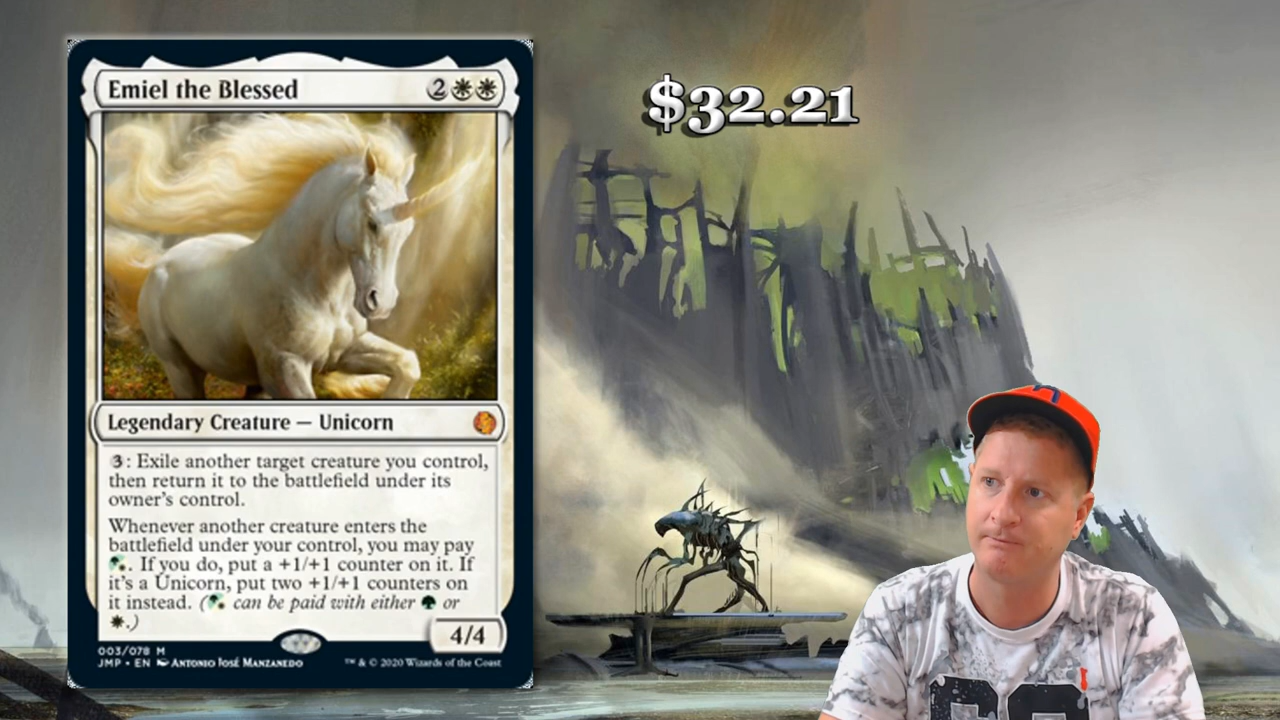 Emiel the Blessed 2
$32.21
Legendary Creature — Unicorn
3: Exile another target creature you control,
then return it to the battlefield under its
owner's control.
Whenever another creature enters the
battlefield under your control, you may pay
. If you do, put a +1/+1 counter on it. If
it's a Unicorn, put two +1/+1 counters on
it instead. ( can be paid with either or
.)
4/4
003/078 M
JMP • EN Antonio José Manzanedo
™ & © 2020 Wizards of the Coast